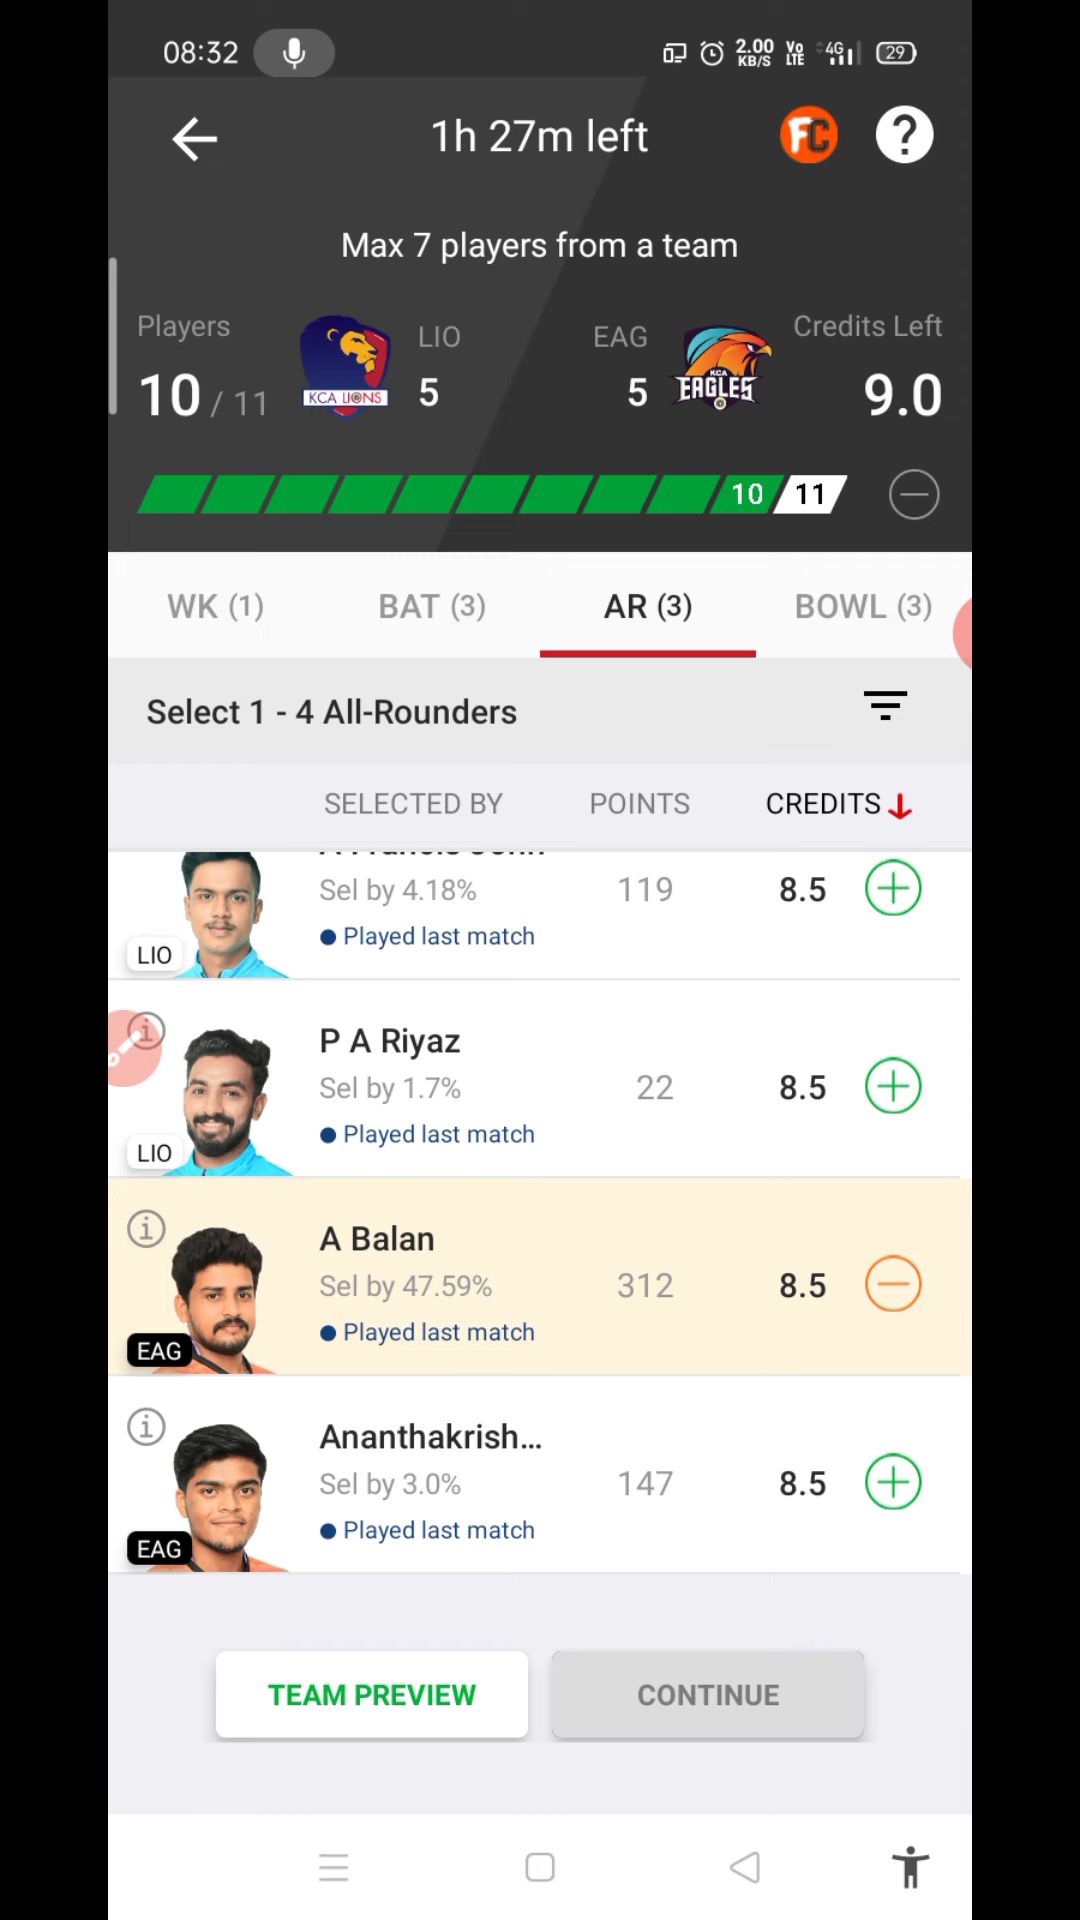 08:32 2.00 KB/S Vo LTE 4G 29
1h 27m left FC ?
Max 7 players from a team
Players LIO EAG Credits Left
10 / 11 5 5 9.0
KCA LIONS
KCA EAGLES
10 11
WK (1) BAT (3) AR (3) BOWL (3)
Select 1 - 4 All-Rounders
SELECTED BY POINTS CREDITS
Sel by 4.18% 119 8.5
Played last match
LIO
P A Riyaz
Sel by 1.7% 22 8.5
Played last match
LIO
A Balan
Sel by 47.59% 312 8.5
Played last match
EAG
Ananthakrish...
Sel by 3.0% 147 8.5
Played last match
EAG
TEAM PREVIEW CONTINUE